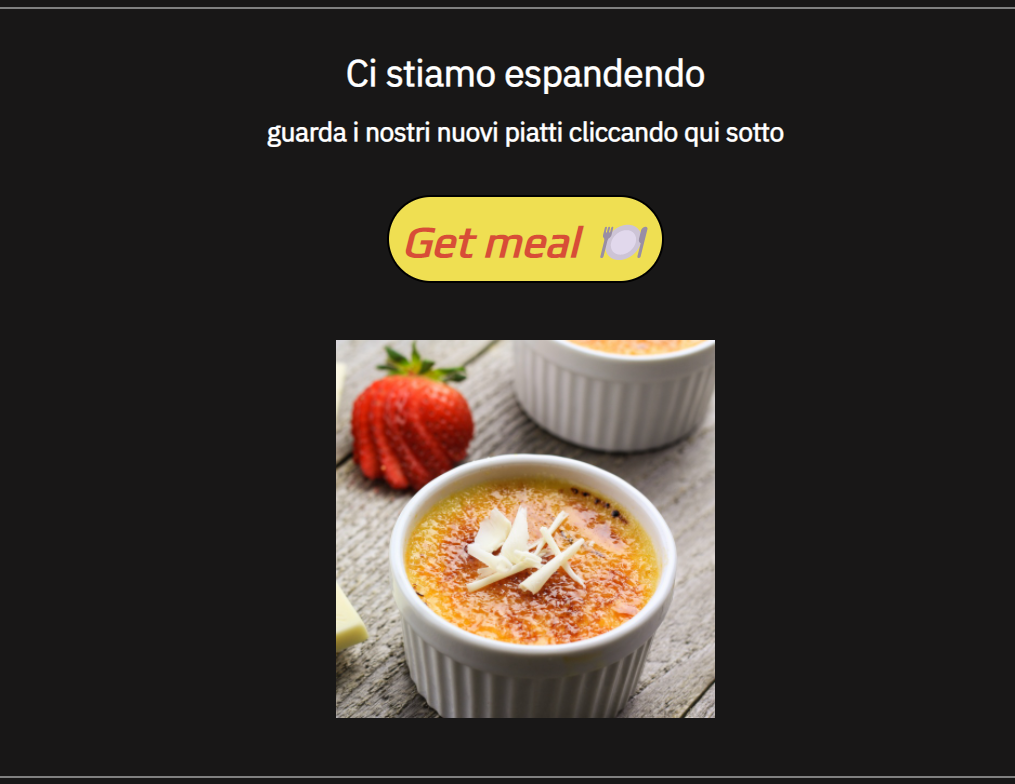 Ci stiamo espandendo
guarda i nostri nuovi piatti cliccando qui sotto
Get meal 🍽